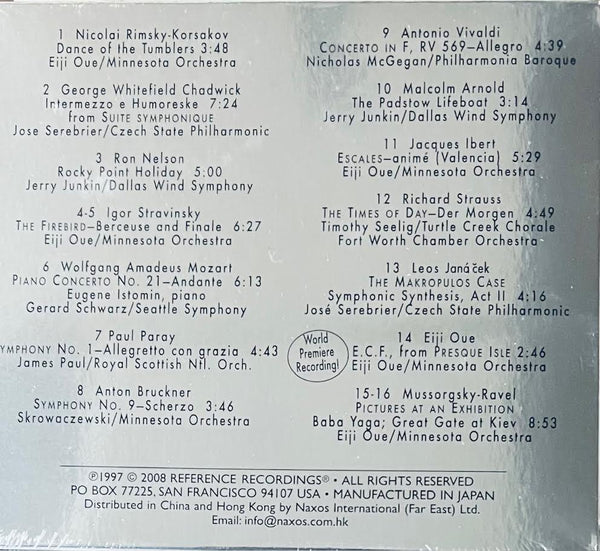 1 Nicolai Rimsky-Korsakov
Dance of the Tumblers 3:48
Eiji Oue/Minnesota Orchestra
2 George Whitefield Chadwick
Intermezzo e Humoreske 7:24
from SUITE SYMPHONIQUE
Jose Serebrier/Czech State Philharmonic
3 Ron Nelson
Rocky Point Holiday 5:00
Jerry Junkin/Dallas Wind Symphony
4-5 Igor Stravinsky
THE FIREBIRD–Berceuse and Finale 6:27
Eiji Oue/Minnesota Orchestra
6 Wolfgang Amadeus Mozart
PIANO CONCERTO NO. 21–Andante 6:13
Eugene Istomin, piano
Gerard Schwarz/Seattle Symphony
7 Paul Paray
YMPHONY NO. 1–Allegretto con grazia 4:43
James Paul/Royal Scottish Ntl. Orch.
8 Anton Bruckner
SYMPHONY NO. 9–Scherzo 3:46
Skrowaczewski/Minnesota Orchestra
9 Antonio Vivaldi
CONCERTO IN F, RV 569–Allegro 4:39
Nicholas McGegan/Philharmonia Baroque
10 Malcolm Arnold
The Padstow Lifeboat 3:14
Jerry Junkin/Dallas Wind Symphony
11 Jacques Ibert
ESCALES–animé (Valencia) 5:29
Eiji Oue/Minnesota Orchestra
12 Richard Strauss
THE TIMES OF DAY–Der Morgen 4:49
Timothy Seelig/Turtle Creek Chorale
Fort Worth Chamber Orchestra
13 Leos Janáček
THE MAKROPULOS CASE
Symphonic Synthesis, Act II 4:16
José Serebrier/Czech State Philharmonic
World
Premiere
Recording!
14 Eiji Oue
E.C.F., from PRESQUE ISLE 2:46
Eiji Oue/Minnesota Orchestra
15-16 Mussorgsky-Ravel
PICTURES AT AN EXHIBITION
Baba Yaga; Great Gate at Kiev 8:53
Eiji Oue/Minnesota Orchestra
℗1997 © 2008 REFERENCE RECORDINGS® • ALL RIGHTS RESERVED
PO BOX 77225, SAN FRANCISCO 94107 USA • MANUFACTURED IN JAPAN
Distributed in China and Hong Kong by Naxos International (Far East) Ltd.
Email: info@naxos.com.hk